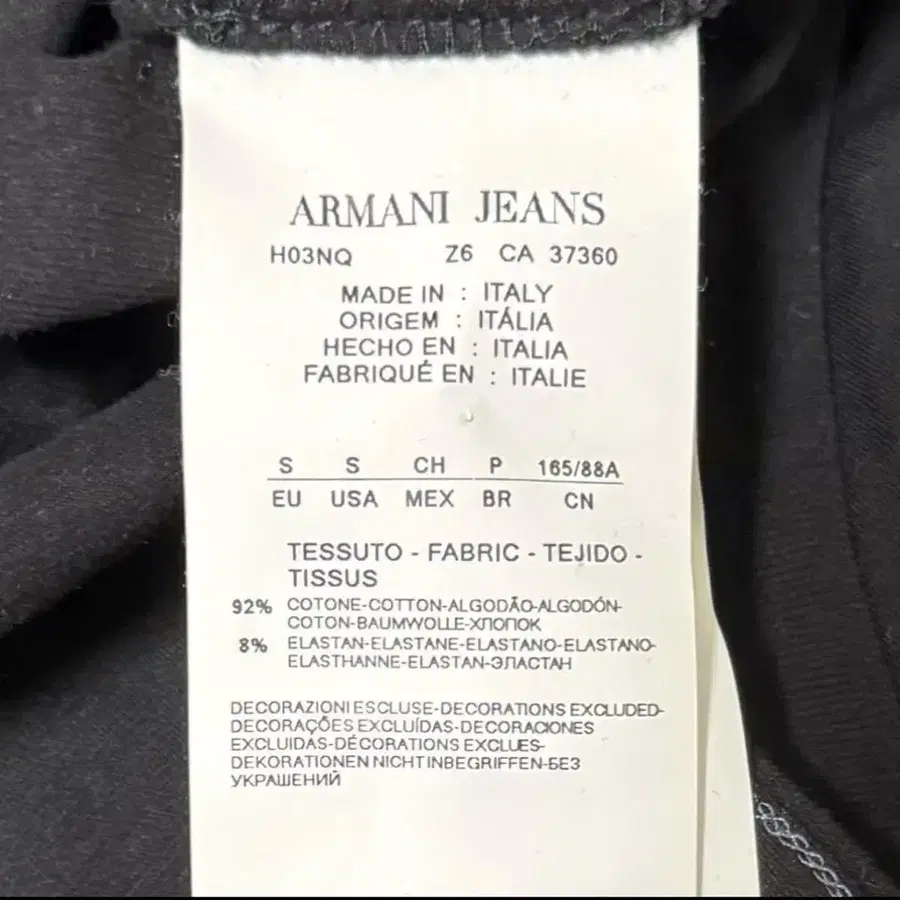 ARMANI JEANS
H03NQ Z6 CA 37360
MADE IN : ITALY
ORIGEM : ITÁLIA
HECHO EN : ITALIA
FABRIQUÉ EN : ITALIE
S S CH P 165/88A
EU USA MEX BR CN
TESSUTO - FABRIC - TEJIDO -
TISSUS
92% COTONE-COTTON-ALGODÃO-ALGODÓN-
COTON-BAUMWOLLE-ХЛОПОК
8% ELASTAN-ELASTANE-ELASTANO-ELASTANO-
ELASTHANNE-ELASTAN-ЭЛАСТАН
DECORAZIONI ESCLUSE-DECORATIONS EXCLUDED-
DECORAÇÕES EXCLUÍDAS-DECORACIONES
EXCLUIDAS-DÉCORATIONS EXCLUES-
DEKORATIONEN NICHT INBEGRIFFEN-БЕЗ
УКРАШЕНИЙ